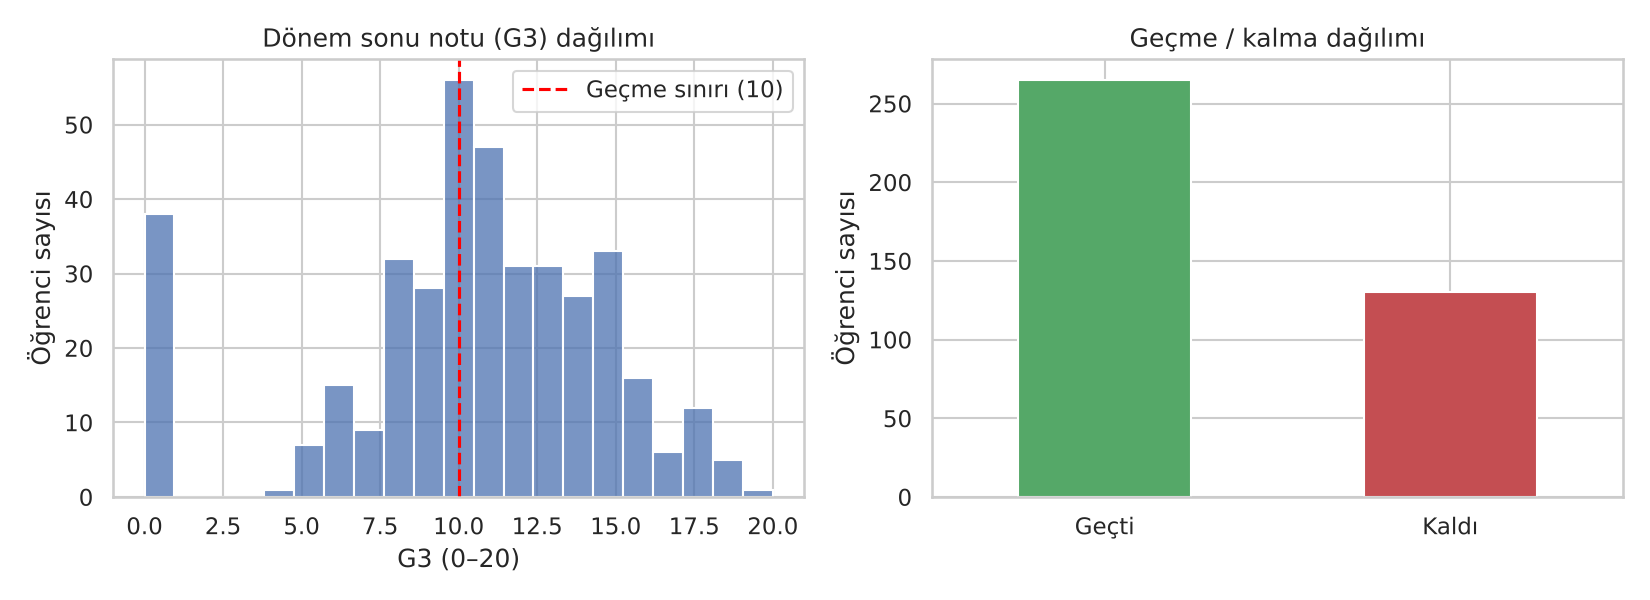 Dönem sonu notu (G3) dağılımı
Geçme sınırı (10)
Öğrenci sayısı
50
40
30
20
10
0
0.0 2.5 5.0 7.5 10.0 12.5 15.0 17.5 20.0
G3 (0–20)
Geçme / kalma dağılımı
Öğrenci sayısı
250
200
150
100
50
0
Geçti Kaldı